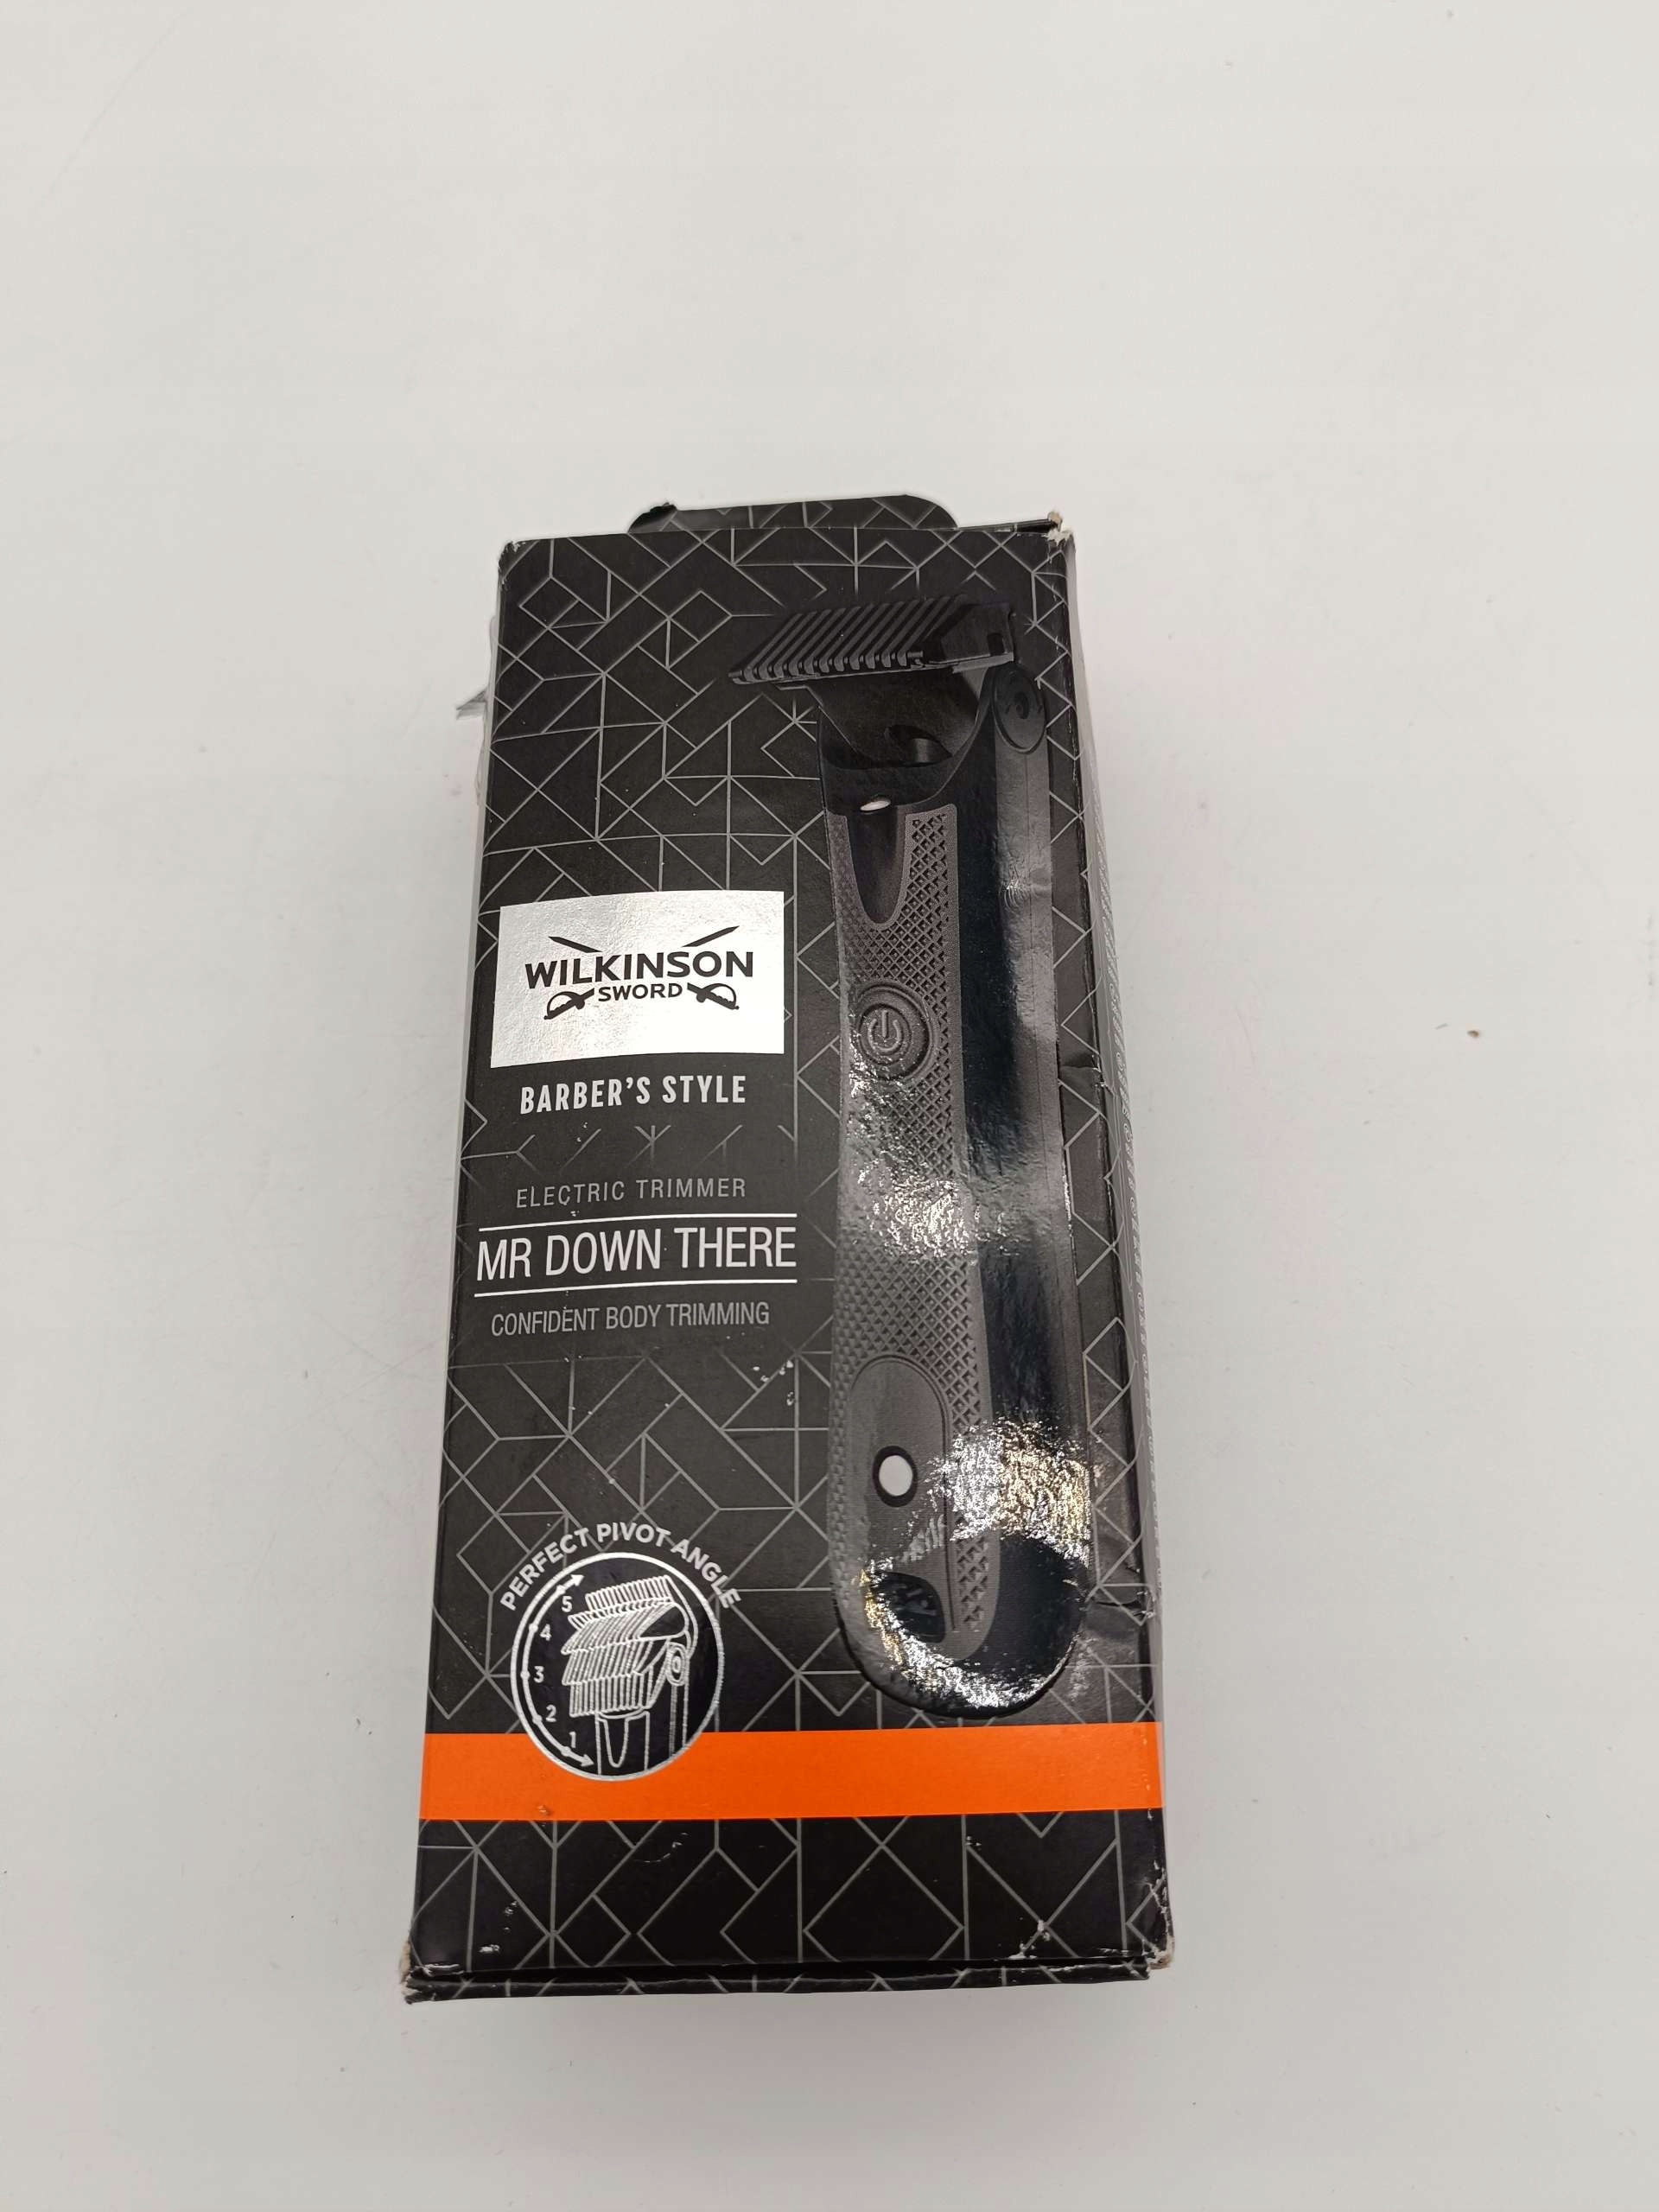 WILKINSON
SWORD
BARBER'S STYLE
ELECTRIC TRIMMER
MR DOWN THERE
CONFIDENT BODY TRIMMING
PERFECT PIVOT ANGLE
5
4
3
2
1